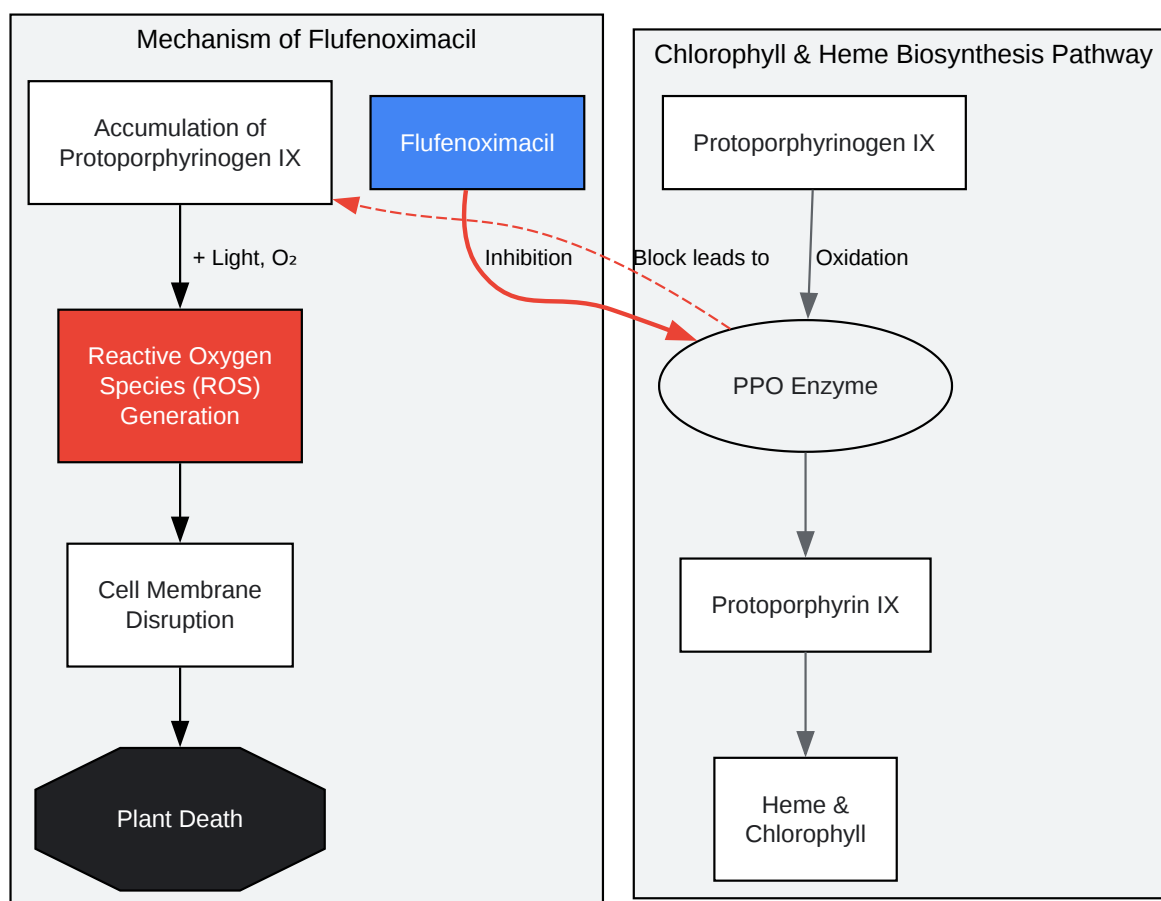 Mechanism of Flufenoximacil
Accumulation of
Protoporphyrinogen IX
Flufenoximacil
+ Light, O₂
Inhibition
Reactive Oxygen
Species (ROS)
Generation
Cell Membrane
Disruption
Plant Death
Chlorophyll & Heme Biosynthesis Pathway
Protoporphyrinogen IX
Block leads to
Oxidation
PPO Enzyme
Protoporphyrin IX
Heme &
Chlorophyll